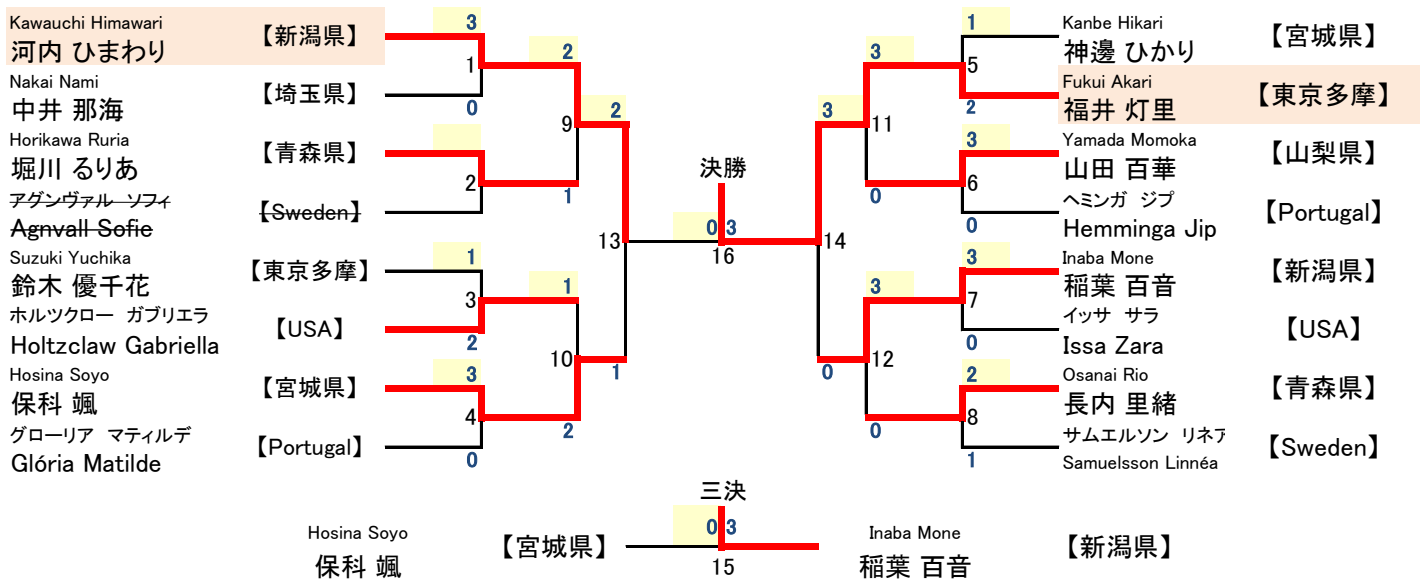 Kawauchi Himawari
河内 ひまわり
【新潟県】
3
Nakai Nami
中井 那海
【埼玉県】
1
0
Horikawa Ruria
堀川 るりあ
【青森県】
2
アグンヴァル ソフィ
Agnvall Sofie
【Sweden】
2
9
1
Suzuki Yuchika
鈴木 優千花
【東京多摩】
1
ホルツクロー ガブリエラ
Holtzclaw Gabriella
【USA】
3
2
Hosina Soyo
保科 颯
【宮城県】
3
グローリア マティルデ
Glória Matilde
【Portugal】
4
0
1
10
2
2
13
1
決勝
0 3
16
3
14
0
3
11
0
3
12
0
1
Kanbe Hikari
神邊 ひかり
【宮城県】
5
2
Fukui Akari
福井 灯里
【東京多摩】
3
Yamada Momoka
山田 百華
【山梨県】
6
0
ヘミンガ ジプ
Hemminga Jip
【Portugal】
3
Inaba Mone
稲葉 百音
【新潟県】
7
0
イッサ サラ
Issa Zara
【USA】
2
Osanai Rio
長内 里緒
【青森県】
8
1
サムエルソン リネア
Samuelsson Linnéa
【Sweden】
三決
Hosina Soyo
保科 颯
【宮城県】
0 3
15
Inaba Mone
稲葉 百音
【新潟県】